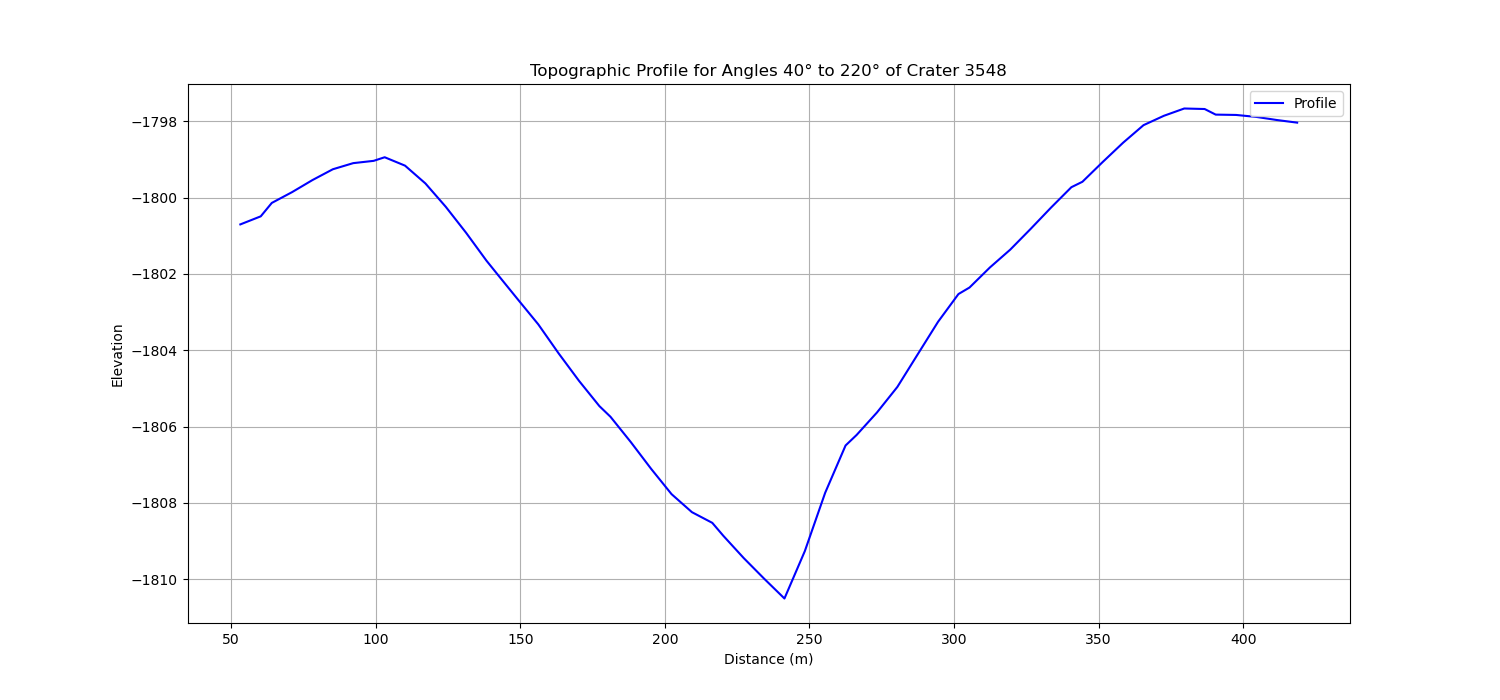 Topographic Profile for Angles 40° to 220° of Crater 3548
Profile
−1798
−1800
−1802
−1804
−1806
−1808
−1810
Elevation
50 100 150 200 250 300 350 400
Distance (m)